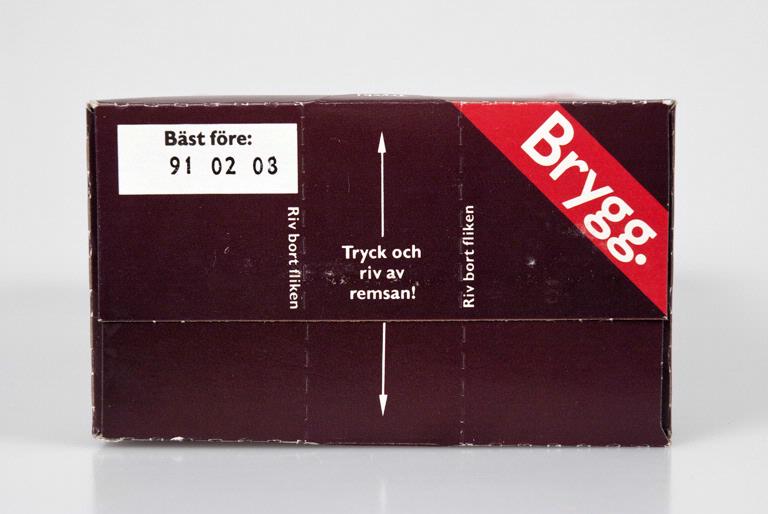 Bäst före:
91 02 03
Brygg.
Riv bort fliken
Tryck och
riv av
remsan!
Riv bort fliken